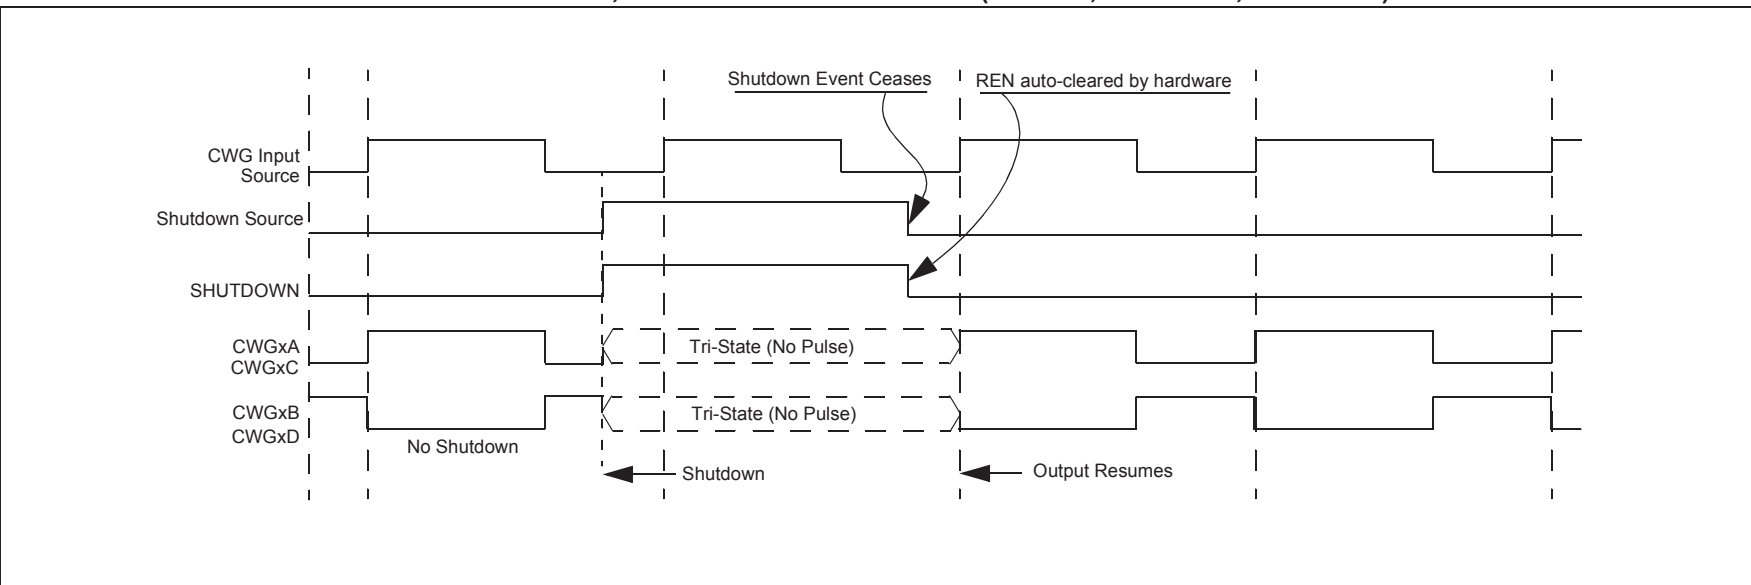 Shutdown Event Ceases
REN auto-cleared by hardware
CWG Input
Source
Shutdown Source
SHUTDOWN
CWGxA
CWGxC
Tri-State (No Pulse)
CWGxB
CWGxD
Tri-State (No Pulse)
No Shutdown
Shutdown
Output Resumes